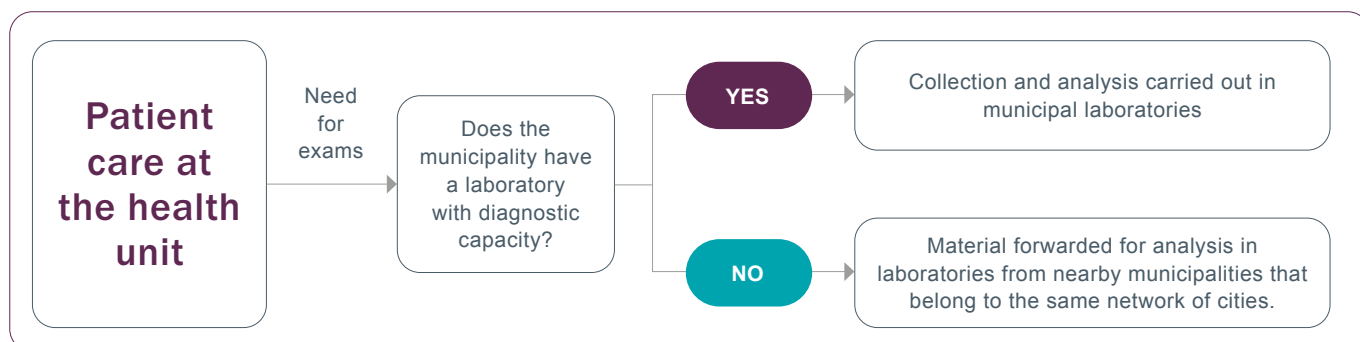 Patient
care at
the health
unit
Need
for
exams
Does the
municipality have
a laboratory
with diagnostic
capacity?
YES
Collection and analysis carried out in
municipal laboratories
NO
Material forwarded for analysis in
laboratories from nearby municipalities that
belong to the same network of cities.